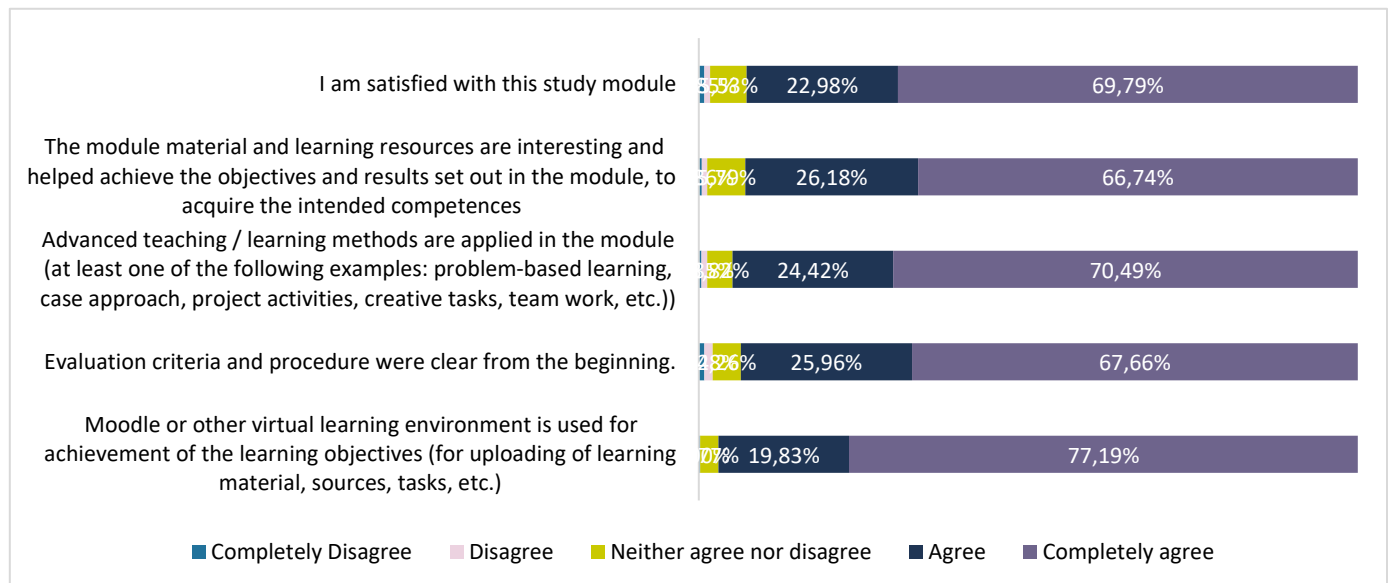 I am satisfied with this study module
22,98%
69,79%
The module material and learning resources are interesting and
helped achieve the objectives and results set out in the module, to
acquire the intended competences
26,18%
66,74%
Advanced teaching / learning methods are applied in the module
(at least one of the following examples: problem-based learning,
case approach, project activities, creative tasks, team work, etc.))
24,42%
70,49%
Evaluation criteria and procedure were clear from the beginning.
25,96%
67,66%
Moodle or other virtual learning environment is used for
achievement of the learning objectives (for uploading of learning
material, sources, tasks, etc.)
19,83%
77,19%
Completely Disagree Disagree Neither agree nor disagree Agree Completely agree